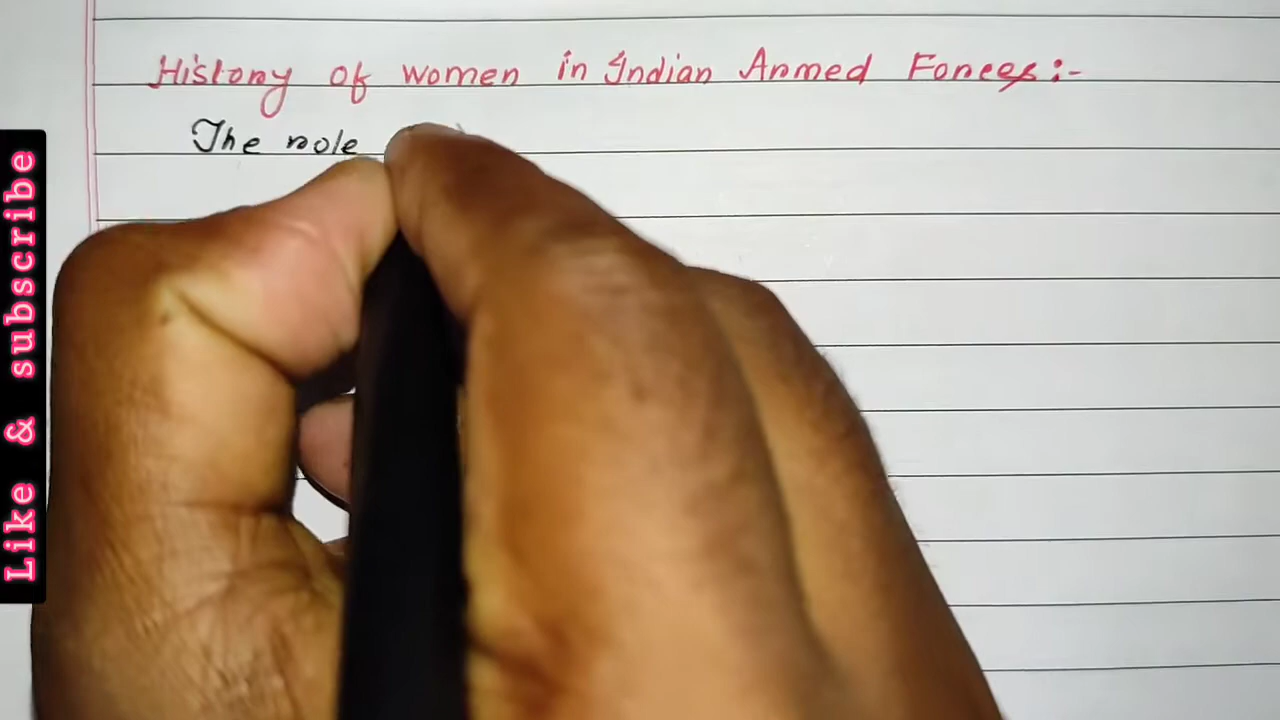 History of women in Indian Armed Forces:-
The role
Like & subscribe